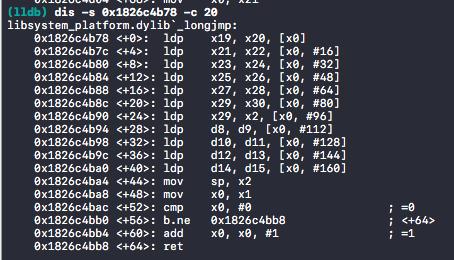 (lldb) dis -s 0x1826c4b78 -c 20
libsystem_platform.dylib`_longjmp:
0x1826c4b78 <+0>: ldp x19, x20, [x0]
0x1826c4b7c <+4>: ldp x21, x22, [x0, #16]
0x1826c4b80 <+8>: ldp x23, x24, [x0, #32]
0x1826c4b84 <+12>: ldp x25, x26, [x0, #48]
0x1826c4b88 <+16>: ldp x27, x28, [x0, #64]
0x1826c4b8c <+20>: ldp x29, x30, [x0, #80]
0x1826c4b90 <+24>: ldp x29, x2, [x0, #96]
0x1826c4b94 <+28>: ldp d8, d9, [x0, #112]
0x1826c4b98 <+32>: ldp d10, d11, [x0, #128]
0x1826c4b9c <+36>: ldp d12, d13, [x0, #144]
0x1826c4ba0 <+40>: ldp d14, d15, [x0, #160]
0x1826c4ba4 <+44>: mov sp, x2
0x1826c4ba8 <+48>: mov x0, x1
0x1826c4bac <+52>: cmp x0, #0 ; =0
0x1826c4bb0 <+56>: b.ne 0x1826c4bb8 ; <+64>
0x1826c4bb4 <+60>: add x0, x0, #1 ; =1
0x1826c4bb8 <+64>: ret